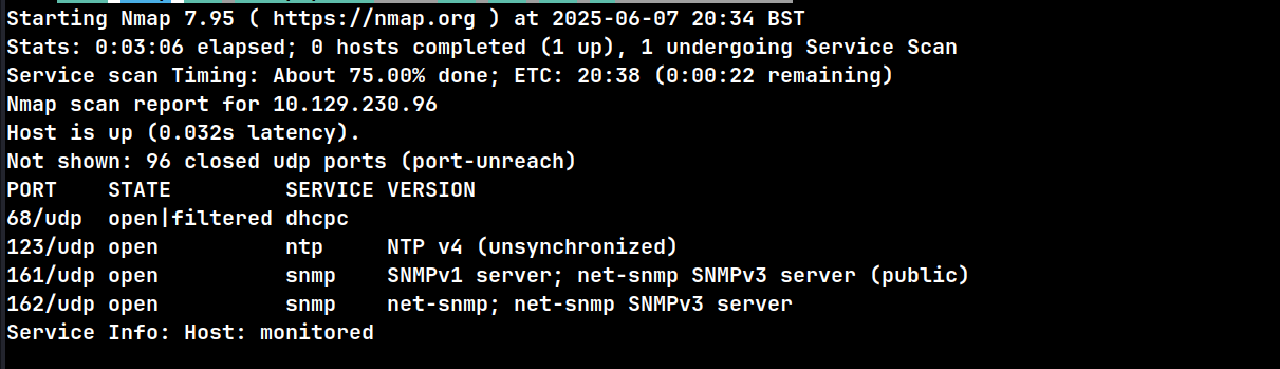 Starting Nmap 7.95 ( https://nmap.org ) at 2025-06-07 20:34 BST
Stats: 0:03:06 elapsed; 0 hosts completed (1 up), 1 undergoing Service Scan
Service scan Timing: About 75.00% done; ETC: 20:38 (0:00:22 remaining)
Nmap scan report for 10.129.230.96
Host is up (0.032s latency).
Not shown: 96 closed udp ports (port-unreach)
PORT    STATE         SERVICE VERSION
68/udp  open|filtered dhcpc
123/udp open          ntp     NTP v4 (unsynchronized)
161/udp open          snmp    SNMPv1 server; net-snmp SNMPv3 server (public)
162/udp open          snmp    net-snmp; net-snmp SNMPv3 server
Service Info: Host: monitored